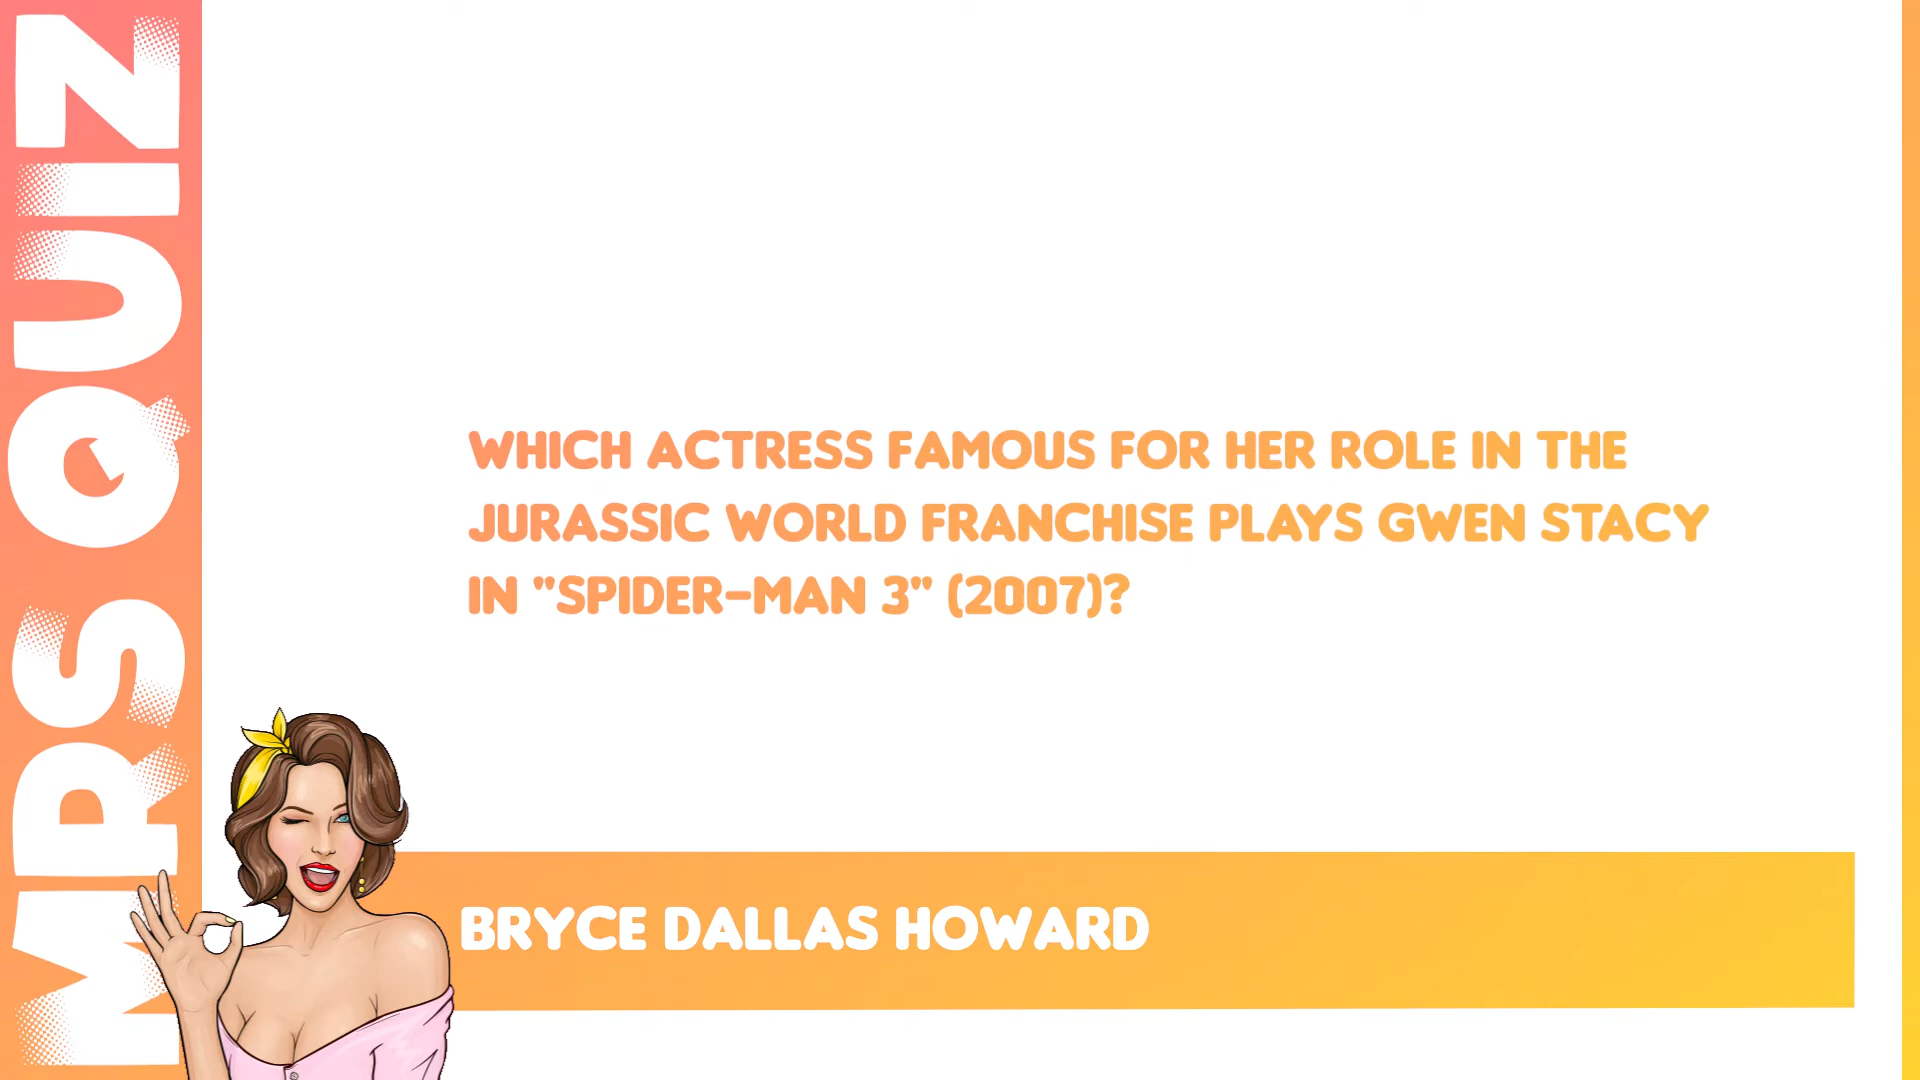 MRS QUIZ
WHICH ACTRESS FAMOUS FOR HER ROLE IN THE
JURASSIC WORLD FRANCHISE PLAYS GWEN STACY
IN "SPIDER-MAN 3" (2007)?
BRYCE DALLAS HOWARD